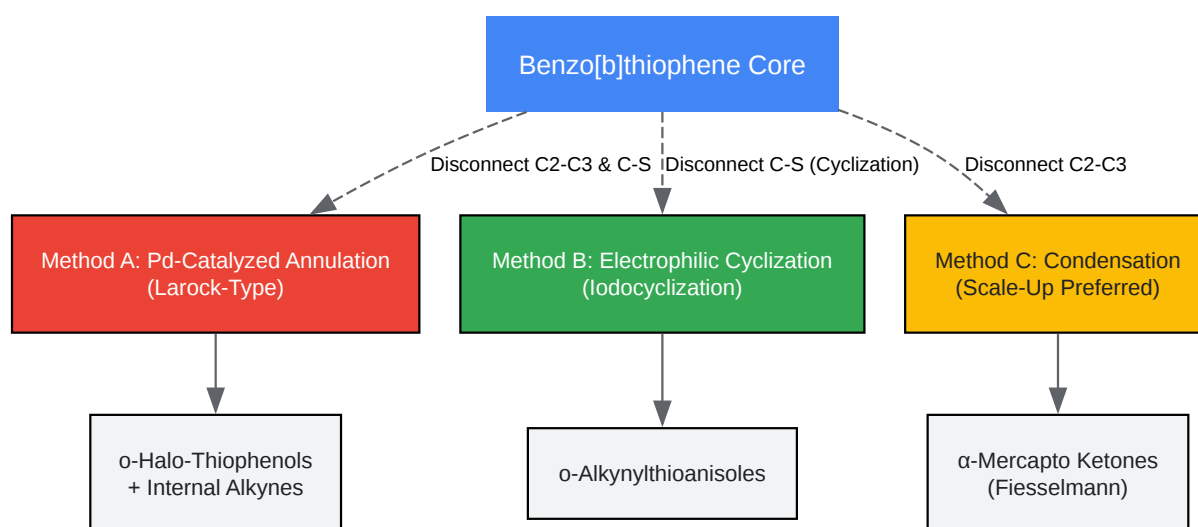 Benzo[b]thiophene Core
Disconnect C2-C3 & C-S
Disconnect C-S (Cyclization)
Disconnect C2-C3
Method A: Pd-Catalyzed Annulation
(Larock-Type)
Method B: Electrophilic Cyclization
(Iodocyclization)
Method C: Condensation
(Scale-Up Preferred)
o-Halo-Thiophenols
+ Internal Alkynes
o-Alkynylthioanisoles
α-Mercapto Ketones
(Fiesselmann)